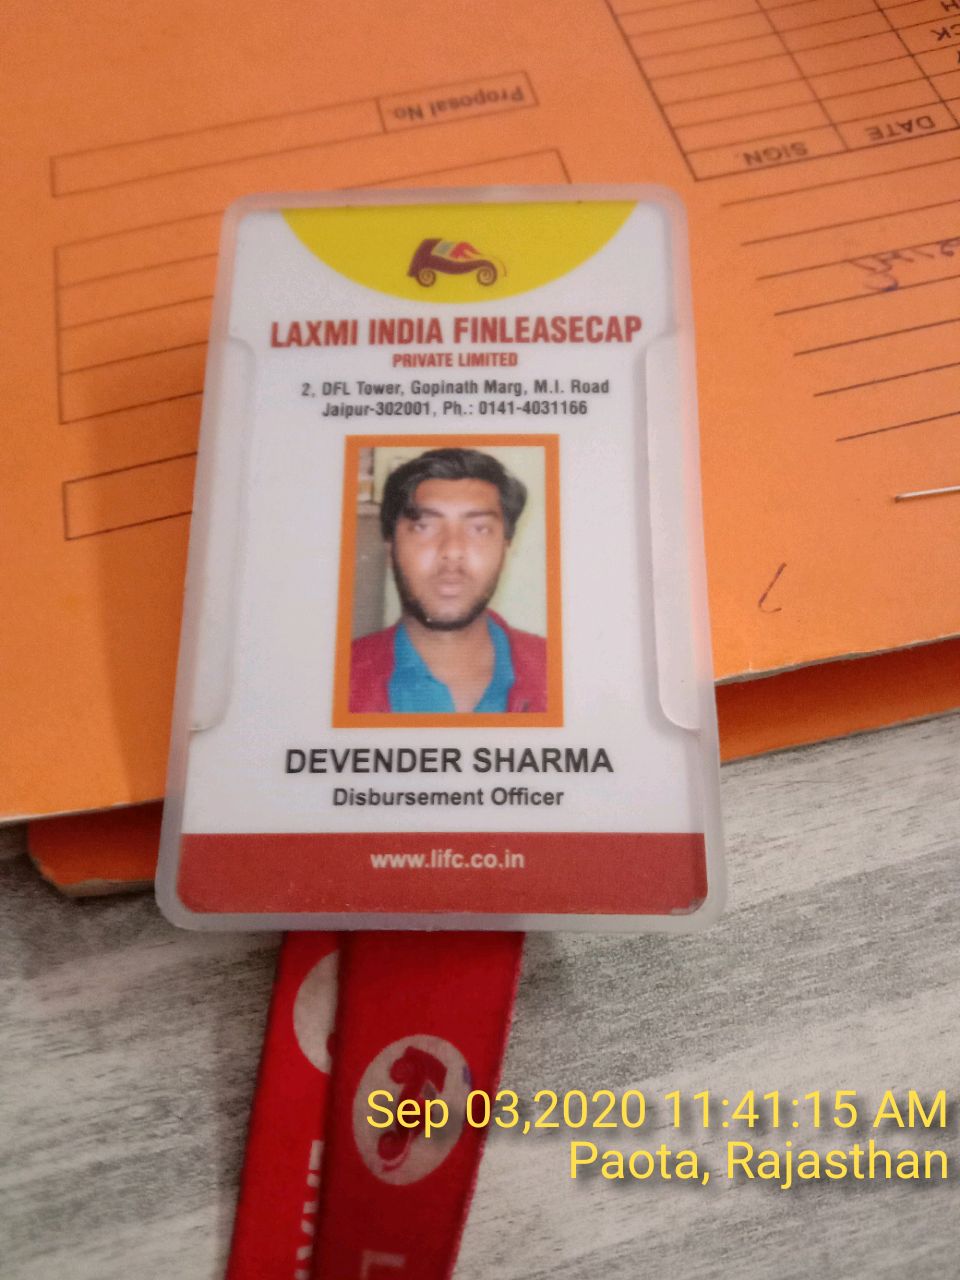 Proposal No.
SIGN.
DATE
LAXMI INDIA FINLEASECAP
PRIVATE LIMITED
2, DFL Tower, Gopinath Marg, M.I. Road
Jaipur-302001, Ph.: 0141-4031166
DEVENDER SHARMA
Disbursement Officer
www.lifc.co.in
Sep 03,2020 11:41:15 AM
Paota, Rajasthan